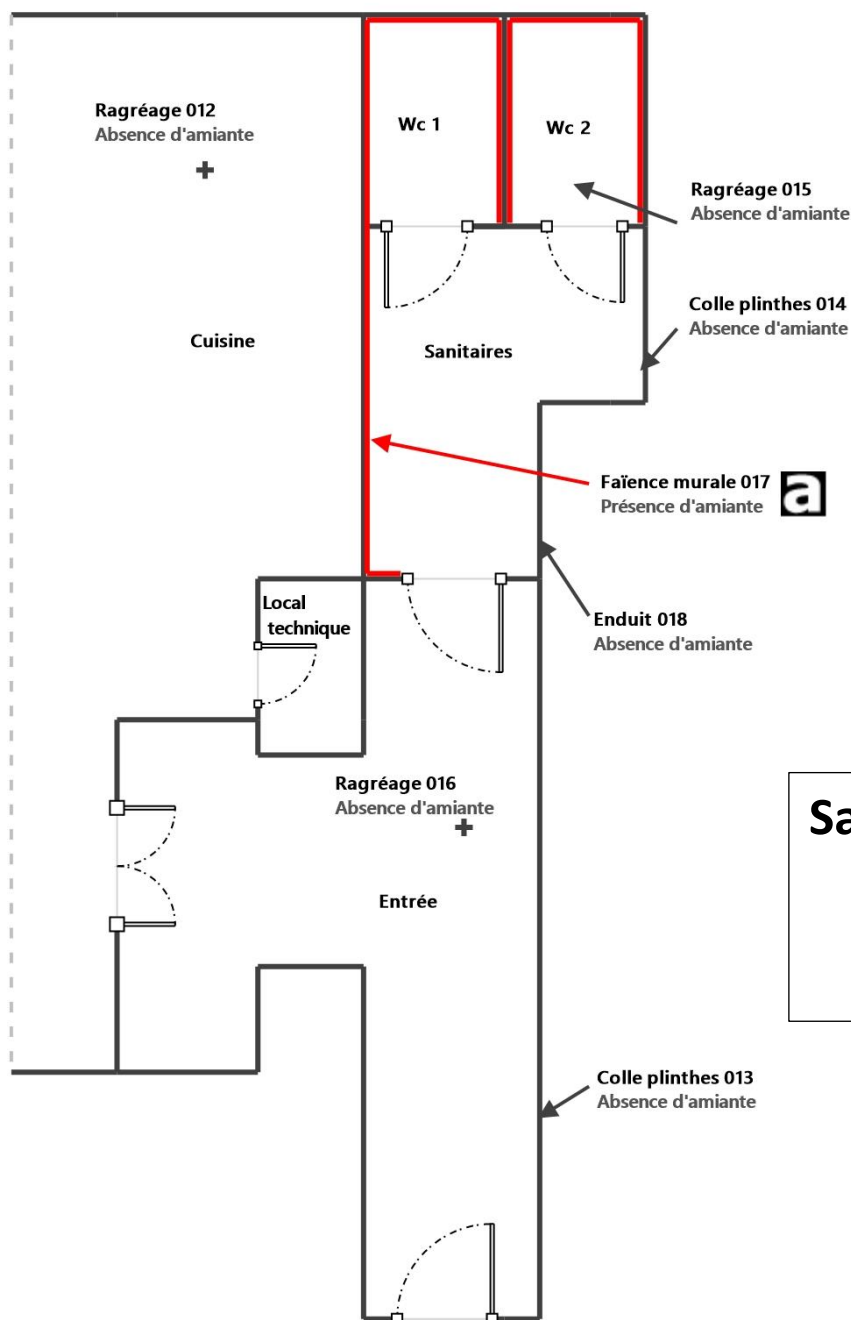 Ragréage 012
Absence d'amiante
Wc 1
Wc 2
Ragréage 015
Absence d'amiante
Colle plinthes 014
Absence d'amiante
Cuisine
Sanitaires
Faïence murale 017
Présence d'amiante
a
Local
technique
Enduit 018
Absence d'amiante
Ragréage 016
Absence d'amiante
Sa
Entrée
Colle plinthes 013
Absence d'amiante